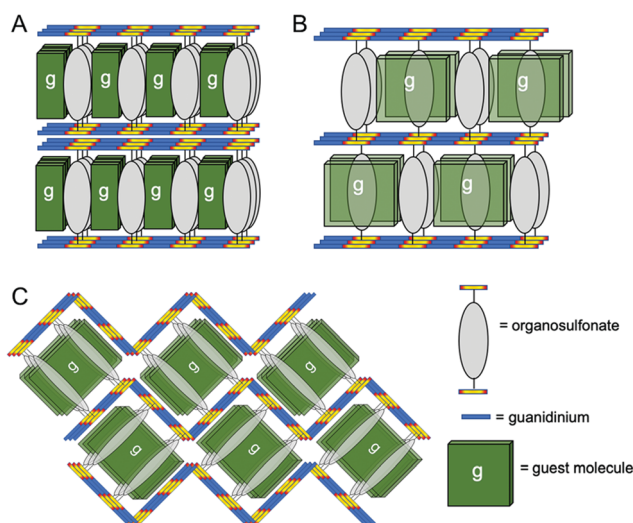 A
B
g g g g
g g
g g g g
g g
C
g g g
g g g
= organosulfonate
= guanidinium
g = guest molecule